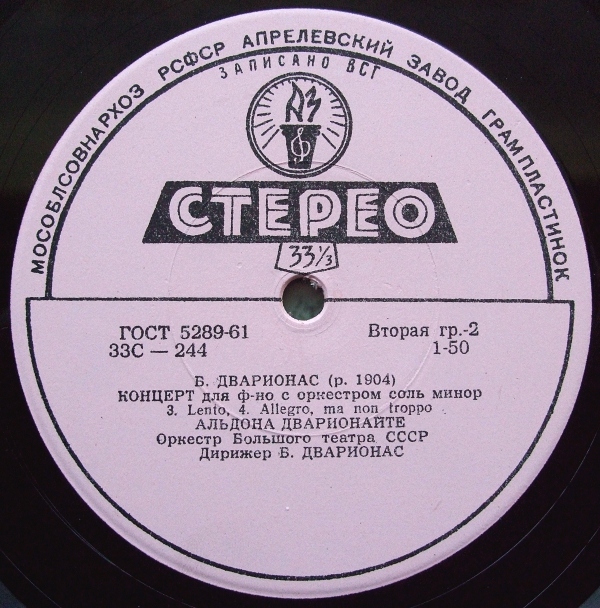 МОСОБЛСОВНАРХОЗ РСФСР АПРЕЛЕВСКИЙ ЗАВОД ГРАМПЛАСТИНОК
ЗАПИСАНО ВСГ
АЗ
СТЕРЕО
33⅓
ГОСТ 5289-61 Вторая гр.-2
33С — 244 1-50
Б. ДВАРИОНАС (р. 1904)
КОНЦЕРТ для ф-но с оркестром соль минор
3. Lento, 4. Allegro, ma non troppo
АЛЬДОНА ДВАРИОНАЙТЕ
Оркестр Большого театра СССР
Дирижер Б. ДВАРИОНАС